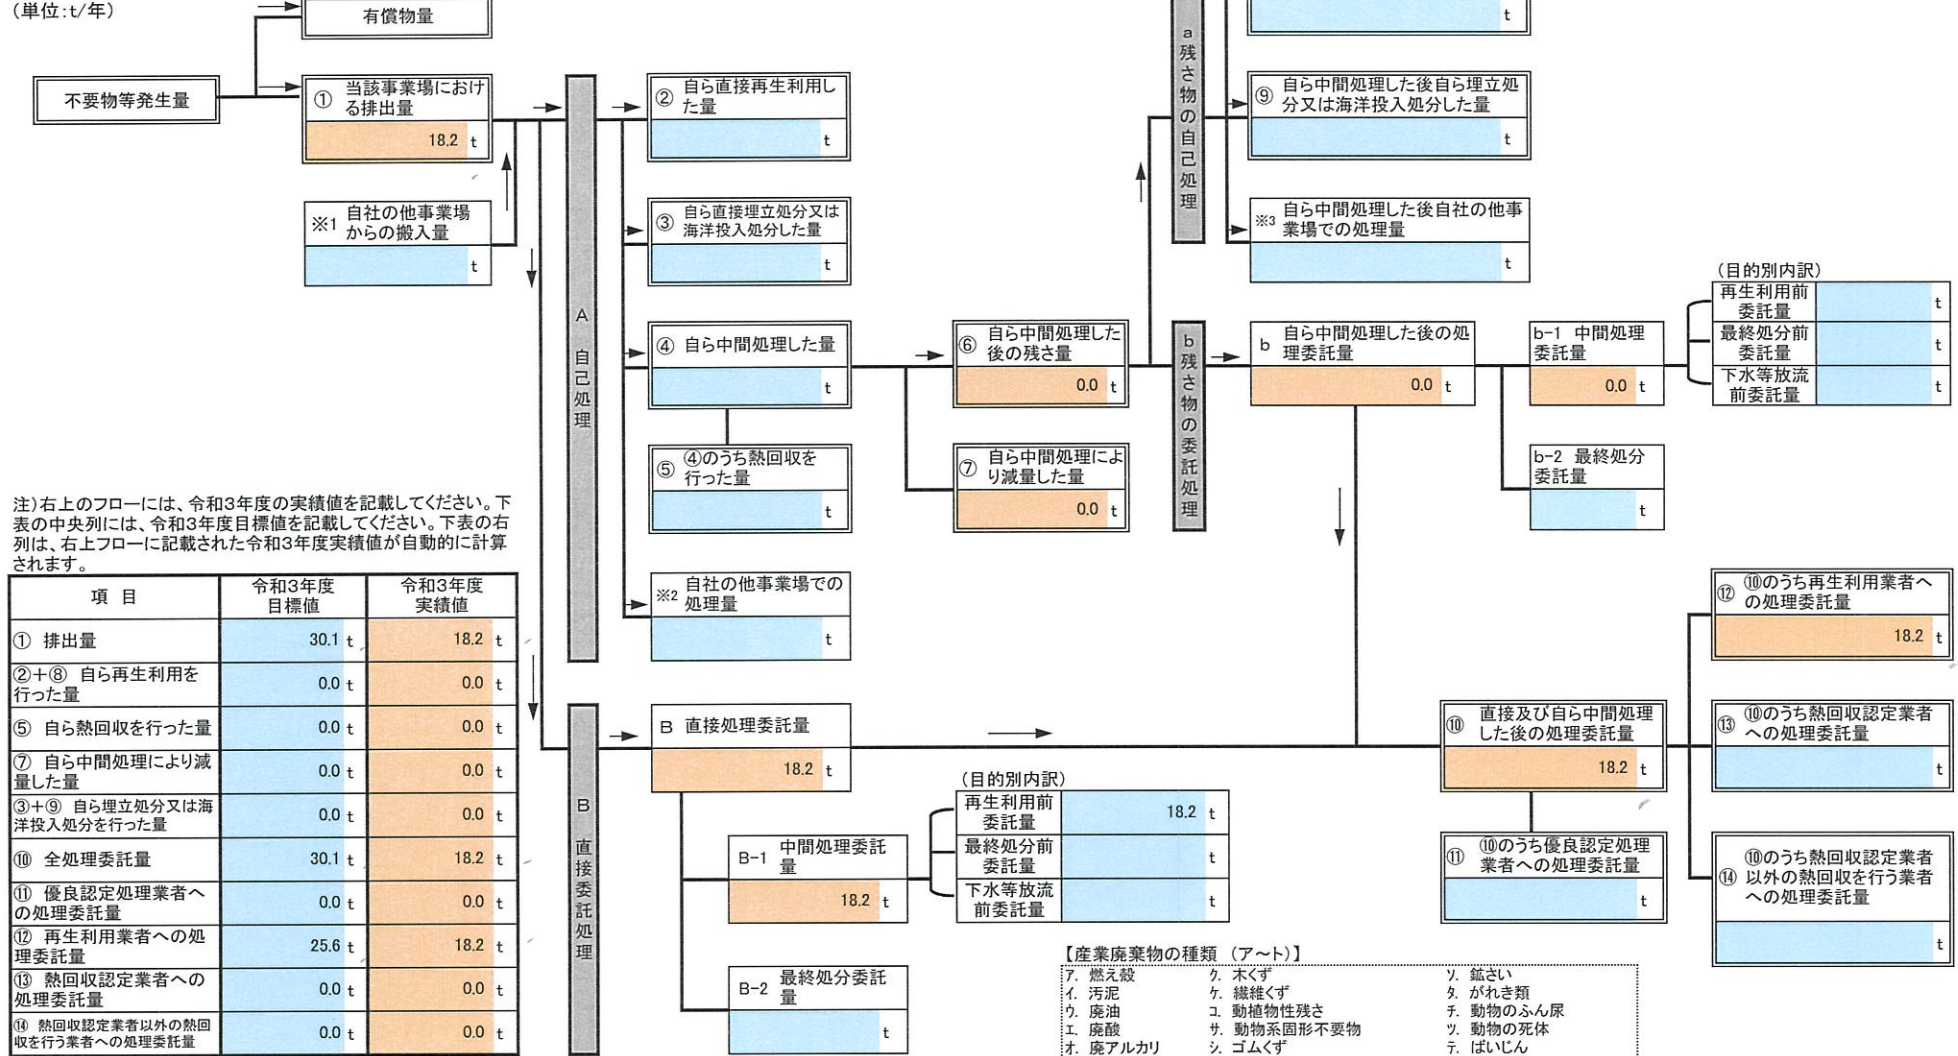 (単位:t/年)
有償物量
不要物等発生量
① 当該事業場におけ
る排出量
18.2 t
※1 自社の他事業場
からの搬入量
t
A 自己処理
② 自ら直接再生利用し
た量
t
③ 自ら直接埋立処分又は
海洋投入処分した量
t
④ 自ら中間処理した量
t
⑤ ④のうち熱回収を
行った量
t
※2 自社の他事業場での
処理量
t
⑥ 自ら中間処理した
後の残さ量
0.0 t
⑦ 自ら中間処理によ
り減量した量
0.0 t
a 残さ物の自己処理
t
⑨ 自ら中間処理した後自ら埋立処
分又は海洋投入処分した量
t
※3 自ら中間処理した後自社の他事
業場での処理量
t
b 残さ物の委託処理
b 自ら中間処理した後の処
理委託量
0.0 t
b-1 中間処理
委託量
0.0 t
b-2 最終処分
委託量
t
(目的別内訳)
再生利用前
委託量
t
最終処分前
委託量
t
下水等放流
前委託量
t
注)右上のフローには、令和3年度の実績値を記載してください。下
表の中央列には、令和3年度目標値を記載してください。下表の右
列は、右上フローに記載された令和3年度実績値が自動的に計算
されます。
項 目
令和3年度
目標値
令和3年度
実績値
① 排出量 30.1 t 18.2 t
②+⑧ 自ら再生利用を
行った量 0.0 t 0.0 t
⑤ 自ら熱回収を行った量 0.0 t 0.0 t
⑦ 自ら中間処理により減
量した量 0.0 t 0.0 t
③+⑨ 自ら埋立処分又は海
洋投入処分を行った量 0.0 t 0.0 t
⑩ 全処理委託量 30.1 t 18.2 t
⑪ 優良認定処理業者へ
の処理委託量 0.0 t 0.0 t
⑫ 再生利用業者への処
理委託量 25.6 t 18.2 t
⑬ 熱回収認定業者への
処理委託量 0.0 t 0.0 t
⑭ 熱回収認定業者以外の熱回
収を行う業者への処理委託量 0.0 t 0.0 t
B 直接委託処理
B 直接処理委託量
18.2 t
B-1 中間処理委託
量
18.2 t
B-2 最終処分委託
量
t
(目的別内訳)
再生利用前
委託量
18.2 t
最終処分前
委託量
t
下水等放流
前委託量
t
⑩ 直接及び自ら中間処理
した後の処理委託量
18.2 t
⑪ ⑩のうち優良認定処理
業者への処理委託量
t
⑫ ⑩のうち再生利用業者へ
の処理委託量
18.2 t
⑬ ⑩のうち熱回収認定業者
への処理委託量
t
⑭ ⑩のうち熱回収認定業者
以外の熱回収を行う業者
への処理委託量
t
【産業廃棄物の種類 (ア～ト)】
ア. 燃え殻 ク. 木くず ソ. 鉱さい
イ. 汚泥 ケ. 繊維くず タ. がれき類
ウ. 廃油 コ. 動植物性残さ チ. 動物のふん尿
エ. 廃酸 サ. 動物系固形不要物 ツ. 動物の死体
オ. 廃アルカリ シ. ゴムくず テ. ばいじん